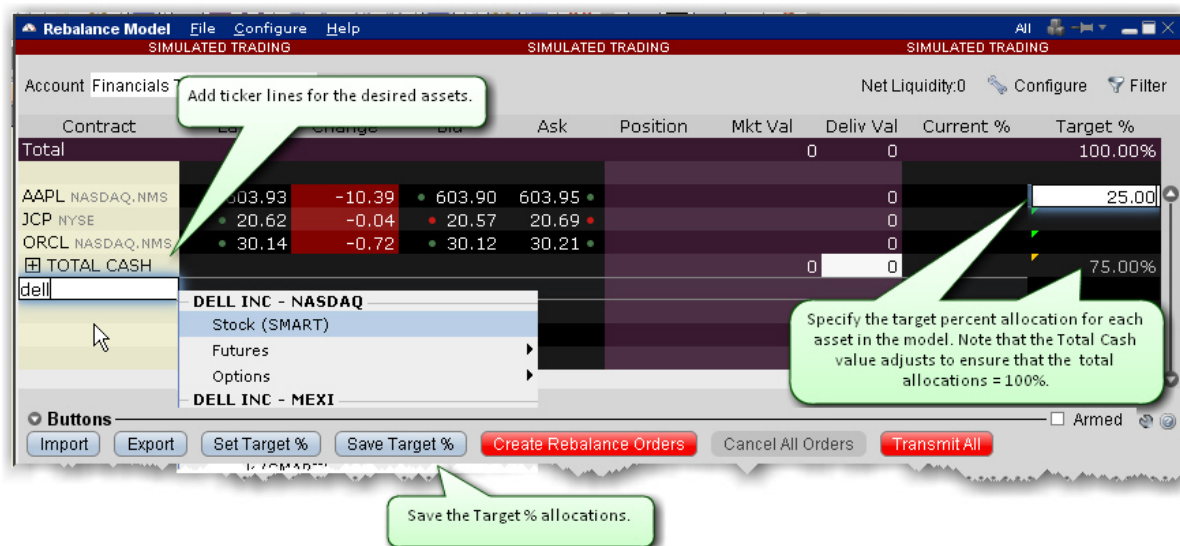 Rebalance Model File Configure Help All
SIMULATED TRADING SIMULATED TRADING SIMULATED TRADING
Account Financials Net Liquidity:0 Configure Filter
Add ticker lines for the desired assets.
Contract Change Bid Ask Position Mkt Val Deliv Val Current % Target %
Total 0 0 100.00%
AAPL NASDAQ.NMS 603.93 -10.39 603.90 603.95 0 25.00
JCP NYSE 20.62 -0.04 20.57 20.69 0
ORCL NASDAQ.NMS 30.14 -0.72 30.12 30.21 0
TOTAL CASH 0 0 75.00%
dell
DELL INC - NASDAQ
Stock (SMART)
Futures
Options
DELL INC - MEXI
Specify the target percent allocation for each
asset in the model. Note that the Total Cash
value adjusts to ensure that the total
allocations = 100%.
Buttons Armed
Import Export Set Target % Save Target % Create Rebalance Orders Cancel All Orders Transmit All
Save the Target % allocations.